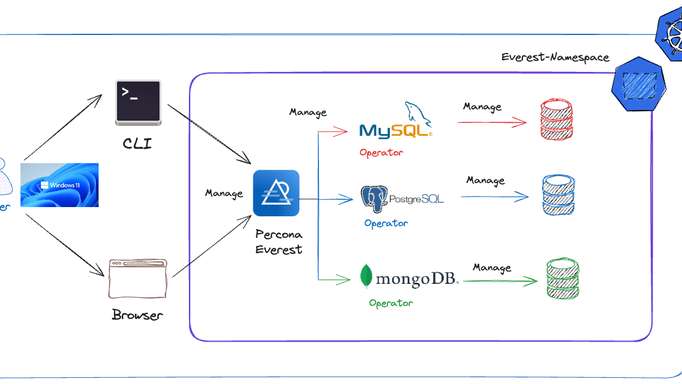 Everest-Namespace
>_
CLI
Manage
Manage
MySQL
Operator
Windows 11
er
Manage
Percona
Everest
Manage
PostgreSQL
Operator
Manage
mongoDB
Operator
Browser